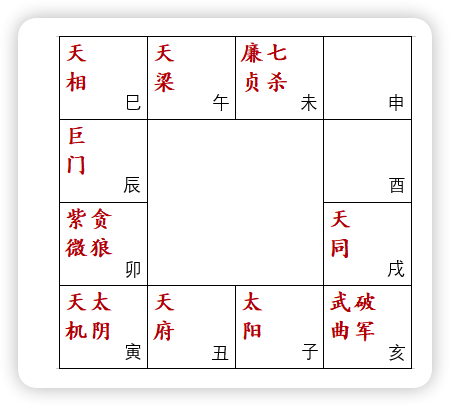 天相
巳
天梁
午
廉贞 七杀
未
申
巨门
辰
酉
紫微 贪狼
卯
天同
戌
天机 太阴
寅
天府
丑
太阳
子
武曲 破军
亥